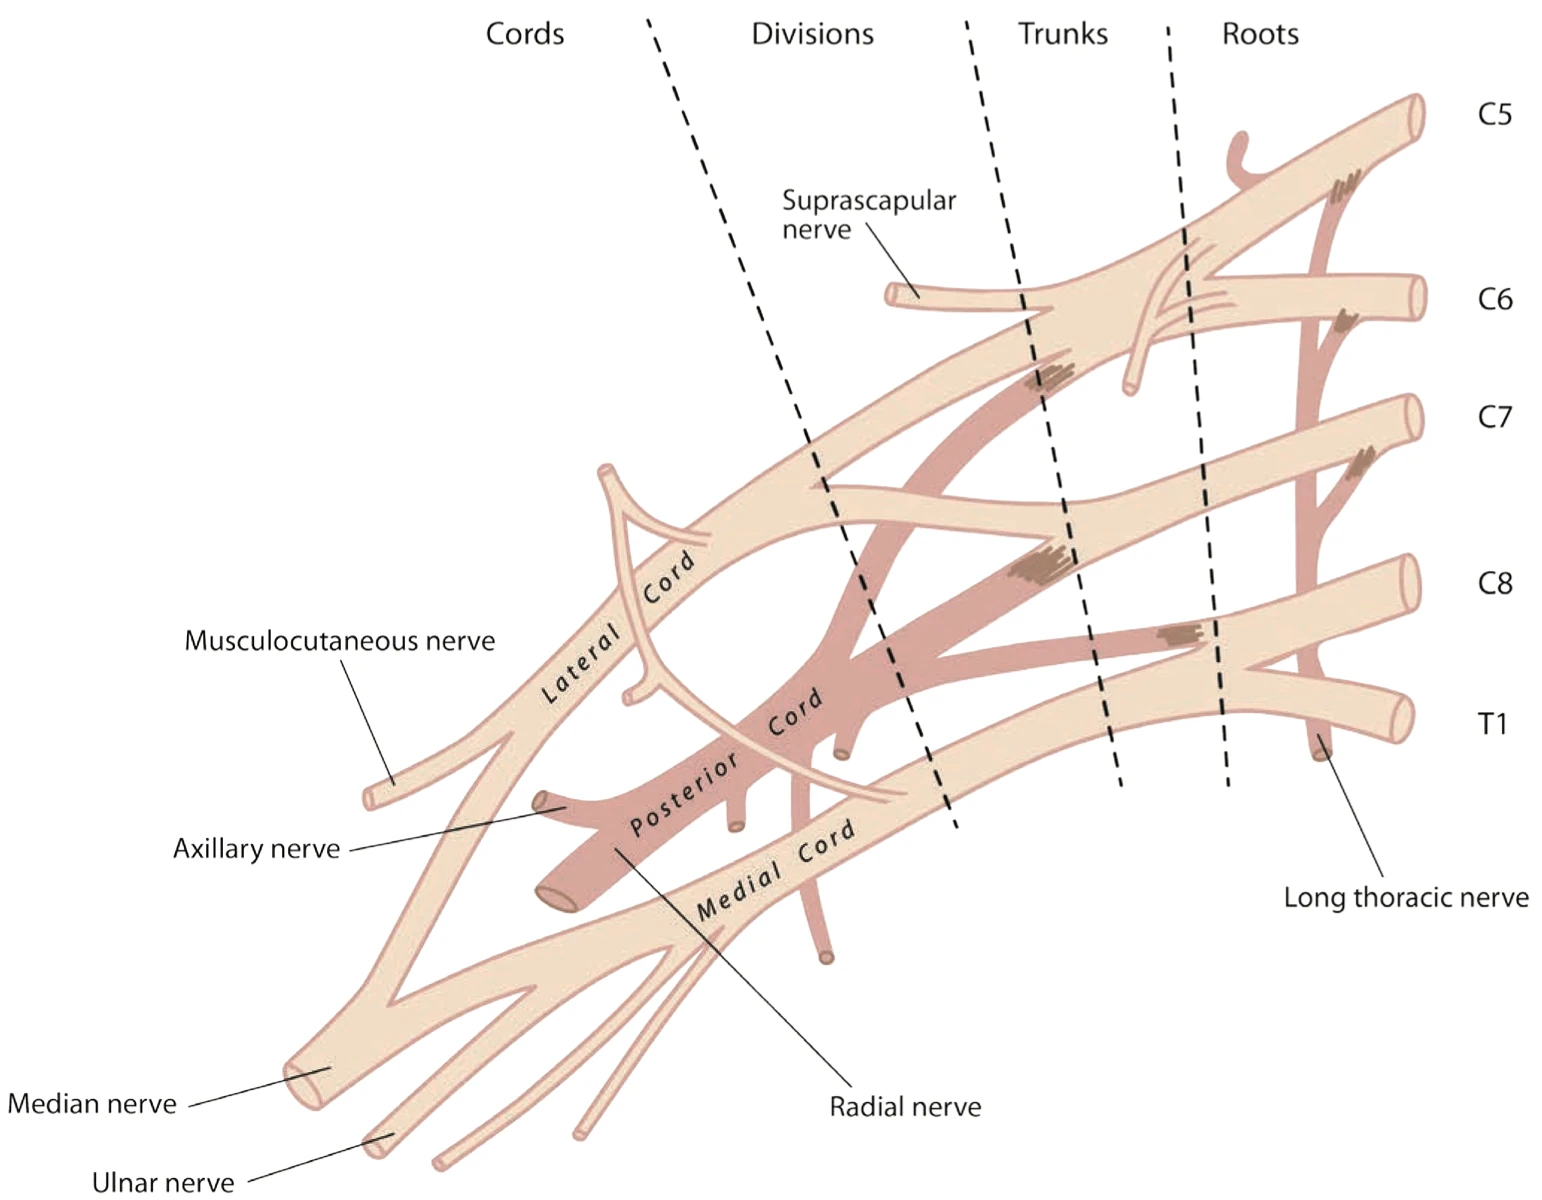 Cords
Divisions
Trunks
Roots
C5
Suprascapular
nerve
C6
C7
C8
Lateral Cord
Musculocutaneous nerve
Posterior Cord
T1
Axillary nerve
Medial Cord
Long thoracic nerve
Median nerve
Radial nerve
Ulnar nerve